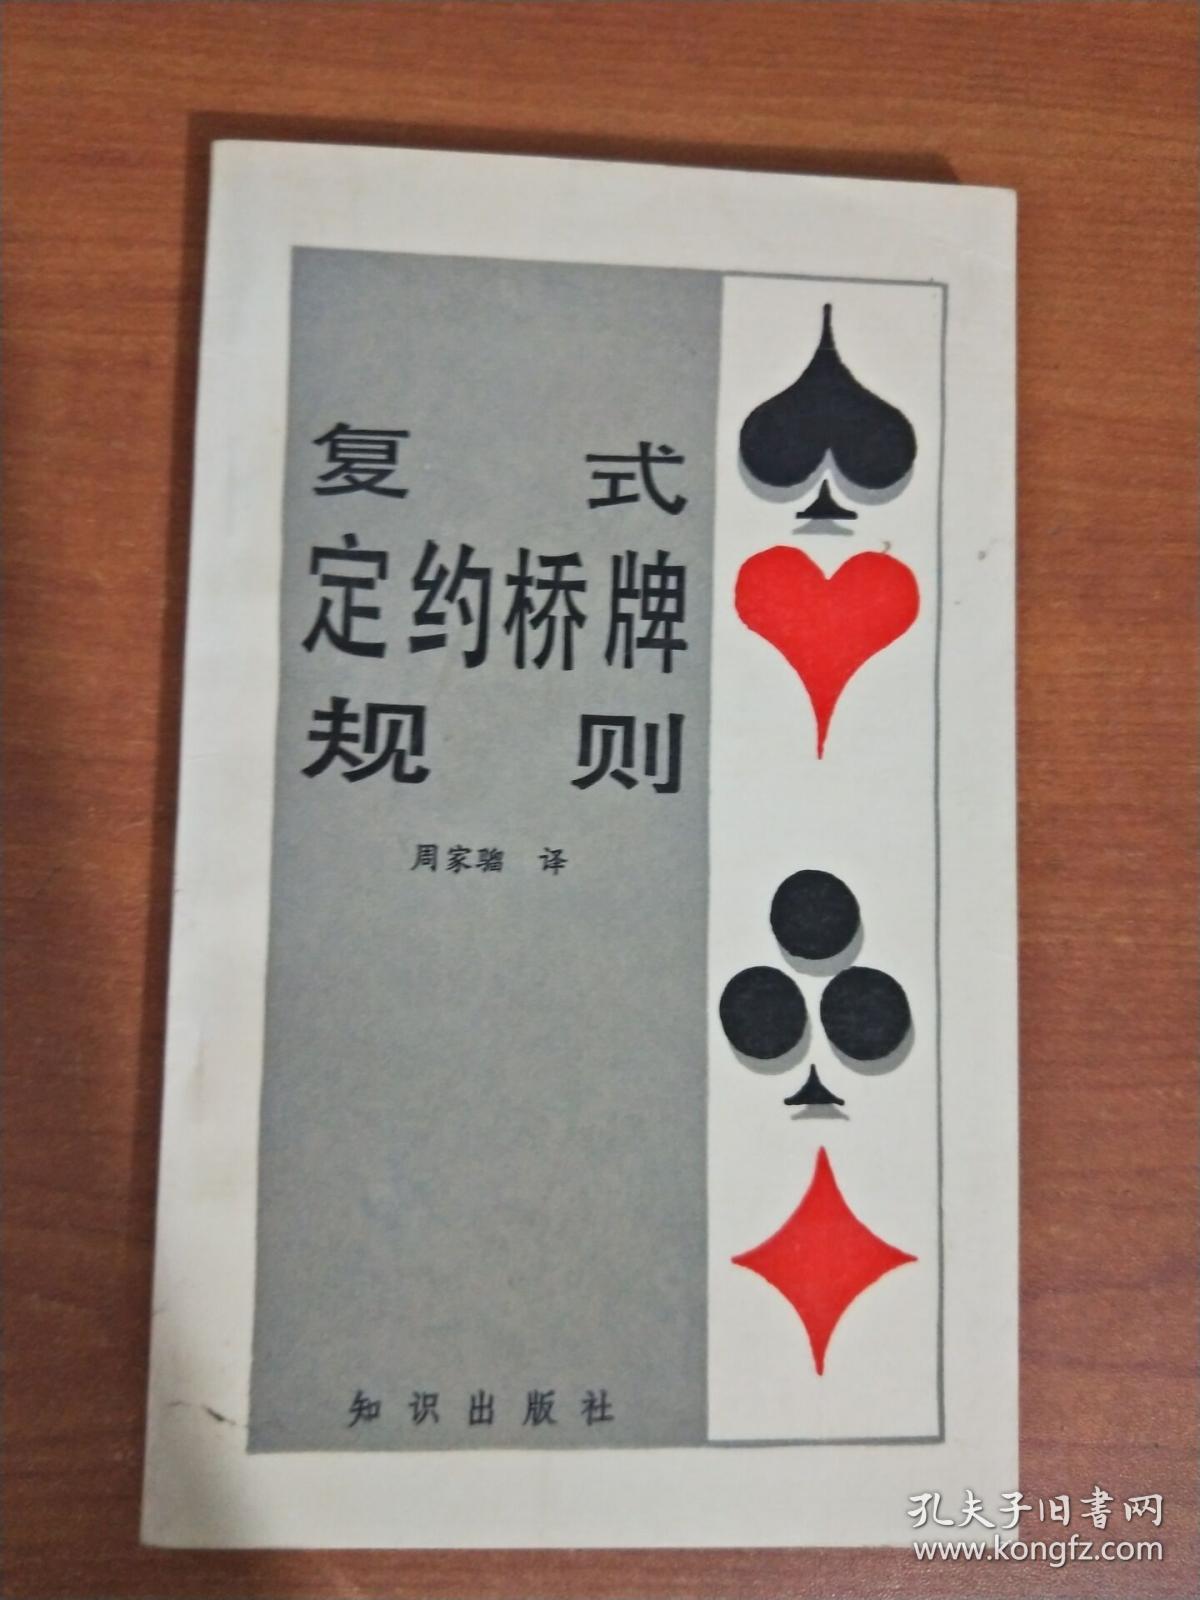 复式
定约桥牌
规则
周家骝 译
知识出版社
孔夫子旧书网
www.kongfz.com